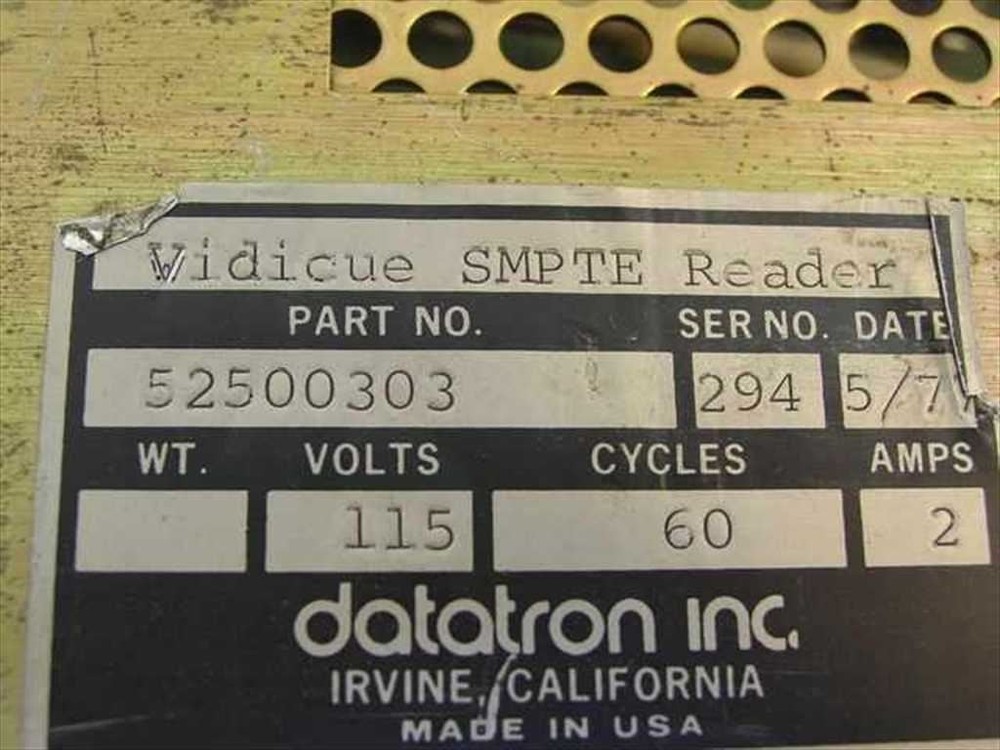 Vidicue SMPTE Reader
PART NO. SER NO. DATE
52500303 294
WT. VOLTS CYCLES AMPS
115 60 2
datatron inc.
IRVINE, CALIFORNIA
MADE IN USA